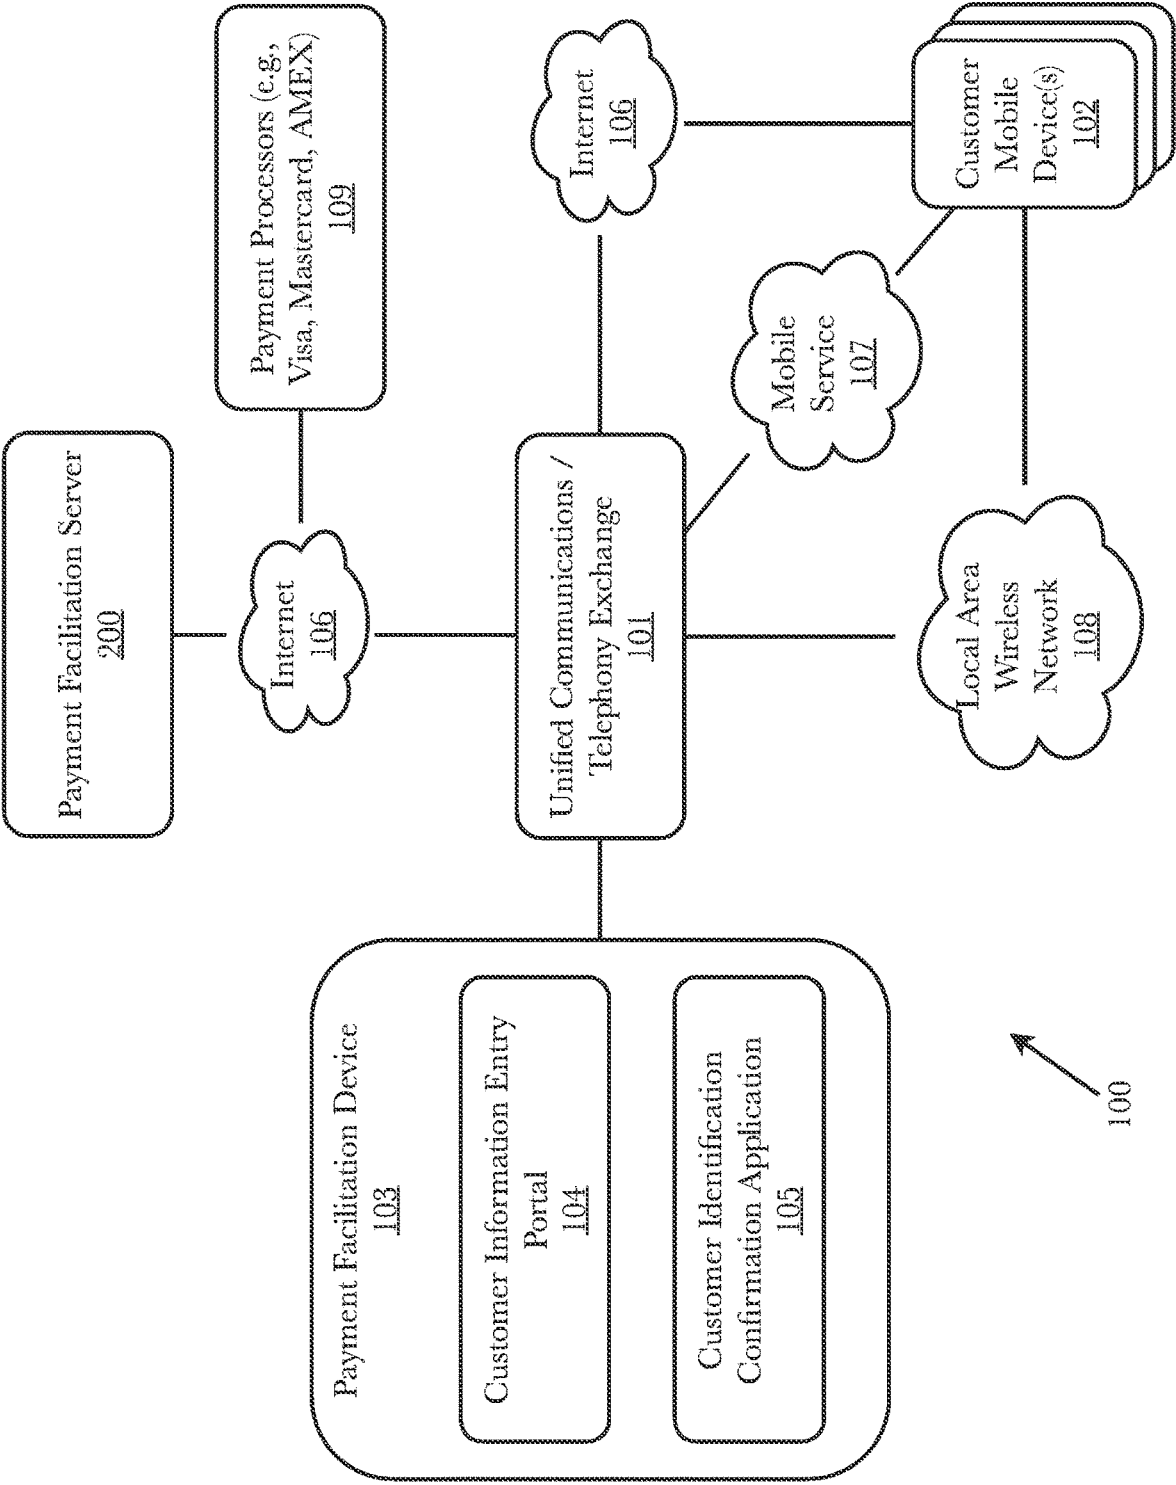 Payment Facilitation Device
103
Customer Information Entry
Portal
104
Customer Identification
Confirmation Application
105
100
Payment Facilitation Server
200
Internet
106
Payment Processors (e.g.,
Visa, Mastercard, AMEX)
109
Unified Communications /
Telephony Exchange
101
Internet
106
Mobile
Service
107
Local Area
Wireless
Network
108
Customer
Mobile
Device(s)
102